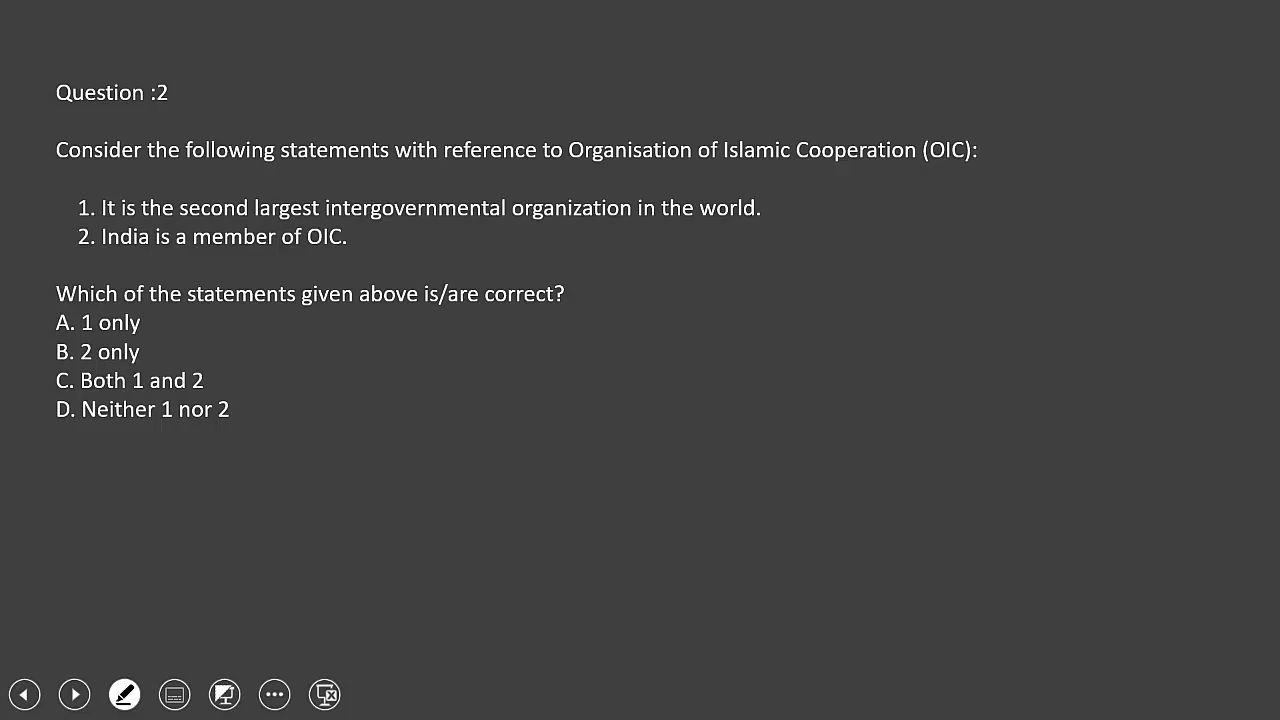 Question :2
Consider the following statements with reference to Organisation of Islamic Cooperation (OIC):
1. It is the second largest intergovernmental organization in the world.
2. India is a member of OIC.
Which of the statements given above is/are correct?
A. 1 only
B. 2 only
C. Both 1 and 2
D. Neither 1 nor 2